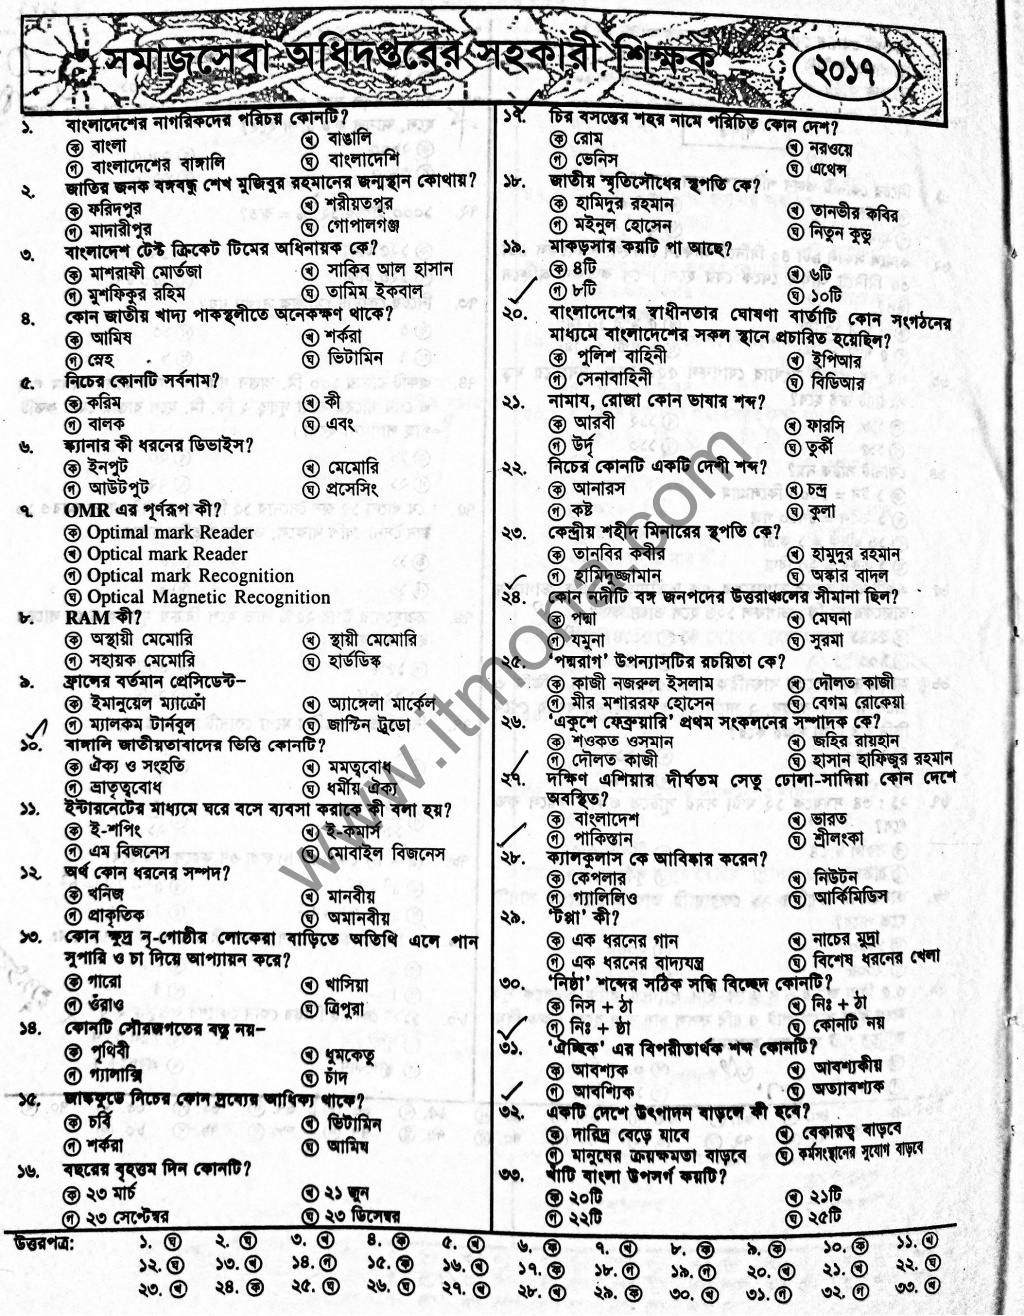 সমাজসেবা অধিদপ্তরের সহকারী শিক্ষক
২০১৭
১. বাংলাদেশের নাগরিকদের পরিচয় কোনটি?
ক বাংলা খ বাঙালি
গ বাংলাদেশের বাঙ্গালি ঘ বাংলাদেশি
২. জাতির জনক বঙ্গবন্ধু শেখ মুজিবুর রহমানের জন্মস্থান কোথায়?
ক ফরিদপুর খ শরীয়তপুর
গ মাদারীপুর ঘ গোপালগঞ্জ
৩. বাংলাদেশ টেস্ট ক্রিকেট টিমের অধিনায়ক কে?
ক মাশরাফী মোর্তজা খ সাকিব আল হাসান
গ মুশফিকুর রহিম ঘ তামিম ইকবাল
৪. কোন জাতীয় খাদ্য পাকস্থলীতে অনেকক্ষণ থাকে?
ক আমিষ খ শর্করা
গ স্নেহ ঘ ভিটামিন
৫. নিচের কোনটি সর্বনাম?
ক করিম খ কী
গ বালক ঘ এবং
৬. স্ক্যানার কী ধরনের ডিভাইস?
ক ইনপুট খ মেমোরি
গ আউটপুট ঘ প্রসেসিং
৭. OMR এর পূর্ণরূপ কী?
ক Optimal mark Reader
খ Optical mark Reader
গ Optical mark Recognition
ঘ Optical Magnetic Recognition
৮. RAM কী?
ক অস্থায়ী মেমোরি খ স্থায়ী মেমোরি
গ সহায়ক মেমোরি ঘ হার্ডডিস্ক
৯. ফ্রান্সের বর্তমান প্রেসিডেন্ট–
ক ইমানুয়েল ম্যাক্রোঁ খ অ্যাঙ্গেলা মার্কেল
গ ম্যালকম টার্নবুল ঘ জাস্টিন ট্রুডো
১০. বাঙ্গালি জাতীয়তাবাদের ভিত্তি কোনটি?
ক ঐক্য ও সংহতি খ মমত্ববোধ
গ ভ্রাতৃত্ববোধ ঘ ধর্মীয় ঐক্য
১১. ইন্টারনেটের মাধ্যমে ঘরে বসে ব্যবসা করাকে কী বলা হয়?
ক ই-শপিং খ ই-কমার্স
গ এম বিজনেস ঘ মোবাইল বিজনেস
১২. অর্থ কোন ধরনের সম্পদ?
ক খনিজ খ মানবীয়
গ প্রাকৃতিক ঘ অমানবীয়
১৩. কোন ক্ষুদ্র নৃ-গোষ্ঠীর লোকেরা বাড়িতে অতিথি এলে পান
সুপারি ও চা দিয়ে আপ্যায়ন করে?
ক গারো খ খাসিয়া
গ ওঁরাও ঘ ত্রিপুরা
১৪. কোনটি সৌরজগতের বস্তু নয়–
ক পৃথিবী খ ধূমকেতু
গ গ্যালাক্সি ঘ চাঁদ
১৫. জাঙ্কফুডে নিচের কোন দ্রব্যের আধিক্য থাকে?
ক চর্বি খ ভিটামিন
গ শর্করা ঘ আমিষ
১৬. বছরের বৃহত্তম দিন কোনটি?
ক ২৩ মার্চ খ ২১ জুন
গ ২৩ সেপ্টেম্বর ঘ ২৩ ডিসেম্বর
১৭. চির বসন্তের শহর নামে পরিচিত কোন দেশ?
ক রোম খ নরওয়ে
গ ভেনিস ঘ এথেন্স
১৮. জাতীয় স্মৃতিসৌধের স্থপতি কে?
ক হামিদুর রহমান খ তানভীর কবির
গ মইনুল হোসেন ঘ নিতুন কুন্ডু
১৯. মাকড়সার কয়টি পা আছে?
ক ৪টি খ ৬টি
গ ৮টি ঘ ১০টি
২০. বাংলাদেশের স্বাধীনতার ঘোষণা বার্তাটি কোন সংগঠনের
মাধ্যমে বাংলাদেশের সকল স্থানে প্রচারিত হয়েছিল?
ক পুলিশ বাহিনী খ ইপিআর
গ সেনাবাহিনী ঘ বিডিআর
২১. নামায, রোজা কোন ভাষার শব্দ?
ক আরবী খ ফারসি
গ উর্দু ঘ তুর্কী
২২. নিচের কোনটি একটি দেশী শব্দ?
ক আনারস খ চন্দ্র
গ কষ্ট ঘ কুলা
২৩. কেন্দ্রীয় শহীদ মিনারের স্থপতি কে?
ক তানবির কবীর খ হামুদুর রহমান
গ হামিদুজ্জামান ঘ অস্কার বাদল
২৪. কোন নদীটি বঙ্গ জনপদের উত্তরাঞ্চলের সীমানা ছিল?
ক পদ্মা খ মেঘনা
গ যমুনা ঘ সুরমা
২৫. ‘পদ্মরাগ’ উপন্যাসটির রচয়িতা কে?
ক কাজী নজরুল ইসলাম খ দৌলত কাজী
গ মীর মশাররফ হোসেন ঘ বেগম রোকেয়া
২৬. ‘একুশে ফেব্রুয়ারি’ প্রথম সংকলনের সম্পাদক কে?
ক শওকত ওসমান খ জহির রায়হান
গ দৌলত কাজী ঘ হাসান হাফিজুর রহমান
২৭. দক্ষিণ এশিয়ার দীর্ঘতম সেতু ঢোলা-সাদিয়া কোন দেশে
অবস্থিত?
ক বাংলাদেশ খ ভারত
গ পাকিস্তান ঘ শ্রীলংকা
২৮. ক্যালকুলাস কে আবিষ্কার করেন?
ক কেপলার খ নিউটন
গ গ্যালিলিও ঘ আর্কিমিডিস
২৯. ‘টপ্পা’ কী?
ক এক ধরনের গান খ নাচের মুদ্রা
গ এক ধরনের বাদ্যযন্ত্র ঘ বিশেষ ধরনের খেলা
৩০. ‘নিষ্ঠা’ শব্দের সঠিক সন্ধি বিচ্ছেদ কোনটি?
ক নিস + ঠা খ নিঃ + ঠা
গ নিঃ + ষ্ঠা ঘ কোনটি নয়
৩১. ‘ঐচ্ছিক’ এর বিপরীতার্থক শব্দ কোনটি?
ক আবশ্যক খ আবশ্যকীয়
গ আবশ্যিক ঘ অত্যাবশ্যক
৩২. একটি দেশে উৎপাদন বাড়লে কী হবে?
ক দারিদ্র বেড়ে যাবে খ বেকারত্ব বাড়বে
গ মানুষের ক্রয়ক্ষমতা বাড়বে ঘ কর্মসংস্থানের সুযোগ বাড়বে
৩৩. খাঁটি বাংলা উপসর্গ কয়টি?
ক ২০টি খ ২১টি
গ ২২টি ঘ ২৫টি
উত্তরপত্র: ১. ঘ ২. ঘ ৩. খ ৪. ক ৫. খ ৬. ক ৭. খ ৮. ক ৯. ক ১০. ক ১১. খ
১২. ঘ ১৩. খ ১৪. গ ১৫. ক ১৬. খ ১৭. ক ১৮. গ ১৯. গ ২০. খ ২১. খ ২২. ঘ
২৩. খ ২৪. ক ২৫. ঘ ২৬. ঘ ২৭. খ ২৮. খ ২৯. ক ৩০. খ ৩১. গ ৩২. গ ৩৩. খ
www.itmona.com